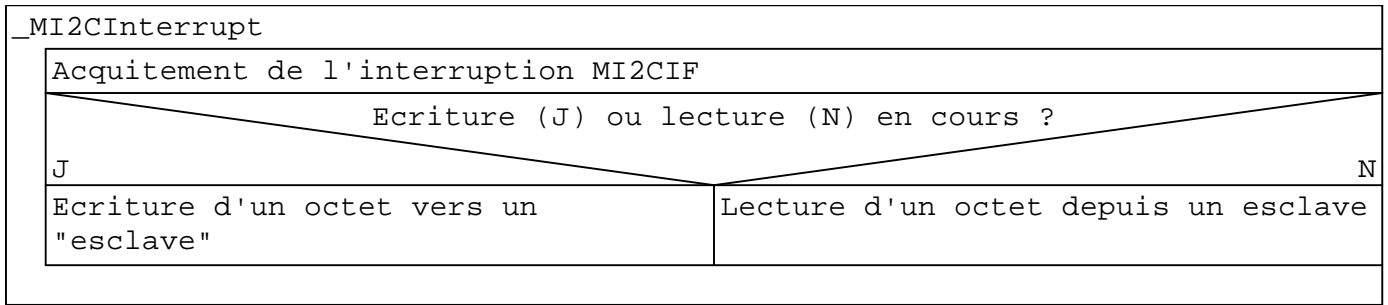 _MI2CInterrupt
Acquitement de l'interruption MI2CIF
Ecriture (J) ou lecture (N) en cours ?
J
N
Ecriture d'un octet vers un
"esclave"
Lecture d'un octet depuis un esclave